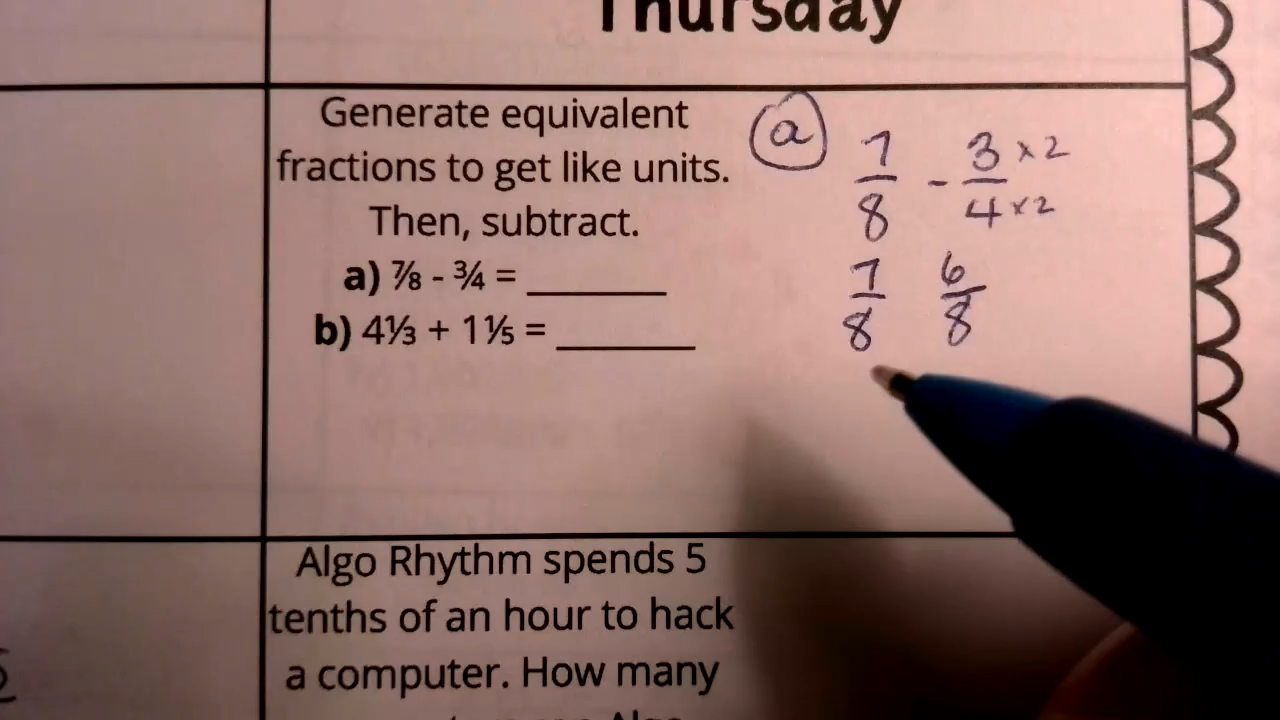 Thursday
Generate equivalent
fractions to get like units.
Then, subtract.
a) ⅞ - ¾ = ________
b) 4⅓ + 1⅕ = ________
a
7/8 - 3 ×2/4 ×2
7/8 6/8
Algo Rhythm spends 5
tenths of an hour to hack
a computer. How many
Algo